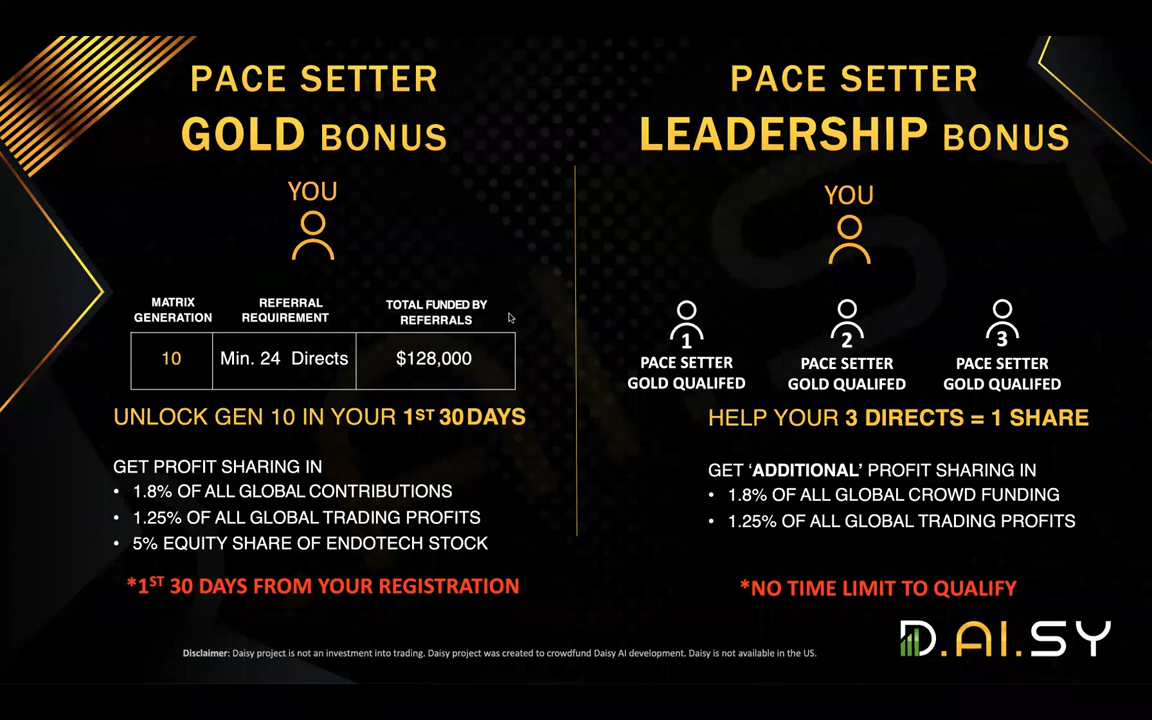 PACE SETTER
GOLD BONUS
YOU
MATRIX GENERATION
REFERRAL REQUIREMENT
TOTAL FUNDED BY REFERRALS
10
Min. 24 Directs
$128,000
UNLOCK GEN 10 IN YOUR 1ST 30 DAYS
GET PROFIT SHARING IN
• 1.8% OF ALL GLOBAL CONTRIBUTIONS
• 1.25% OF ALL GLOBAL TRADING PROFITS
• 5% EQUITY SHARE OF ENDOTECH STOCK
*1ST 30 DAYS FROM YOUR REGISTRATION
PACE SETTER
LEADERSHIP BONUS
YOU
1
PACE SETTER
GOLD QUALIFED
2
PACE SETTER
GOLD QUALIFED
3
PACE SETTER
GOLD QUALIFED
HELP YOUR 3 DIRECTS = 1 SHARE
GET ‘ADDITIONAL’ PROFIT SHARING IN
• 1.8% OF ALL GLOBAL CROWD FUNDING
• 1.25% OF ALL GLOBAL TRADING PROFITS
*NO TIME LIMIT TO QUALIFY
D.AI.SY
Disclaimer: Daisy project is not an investment into trading. Daisy project was created to crowdfund Daisy AI development. Daisy is not available in the US.